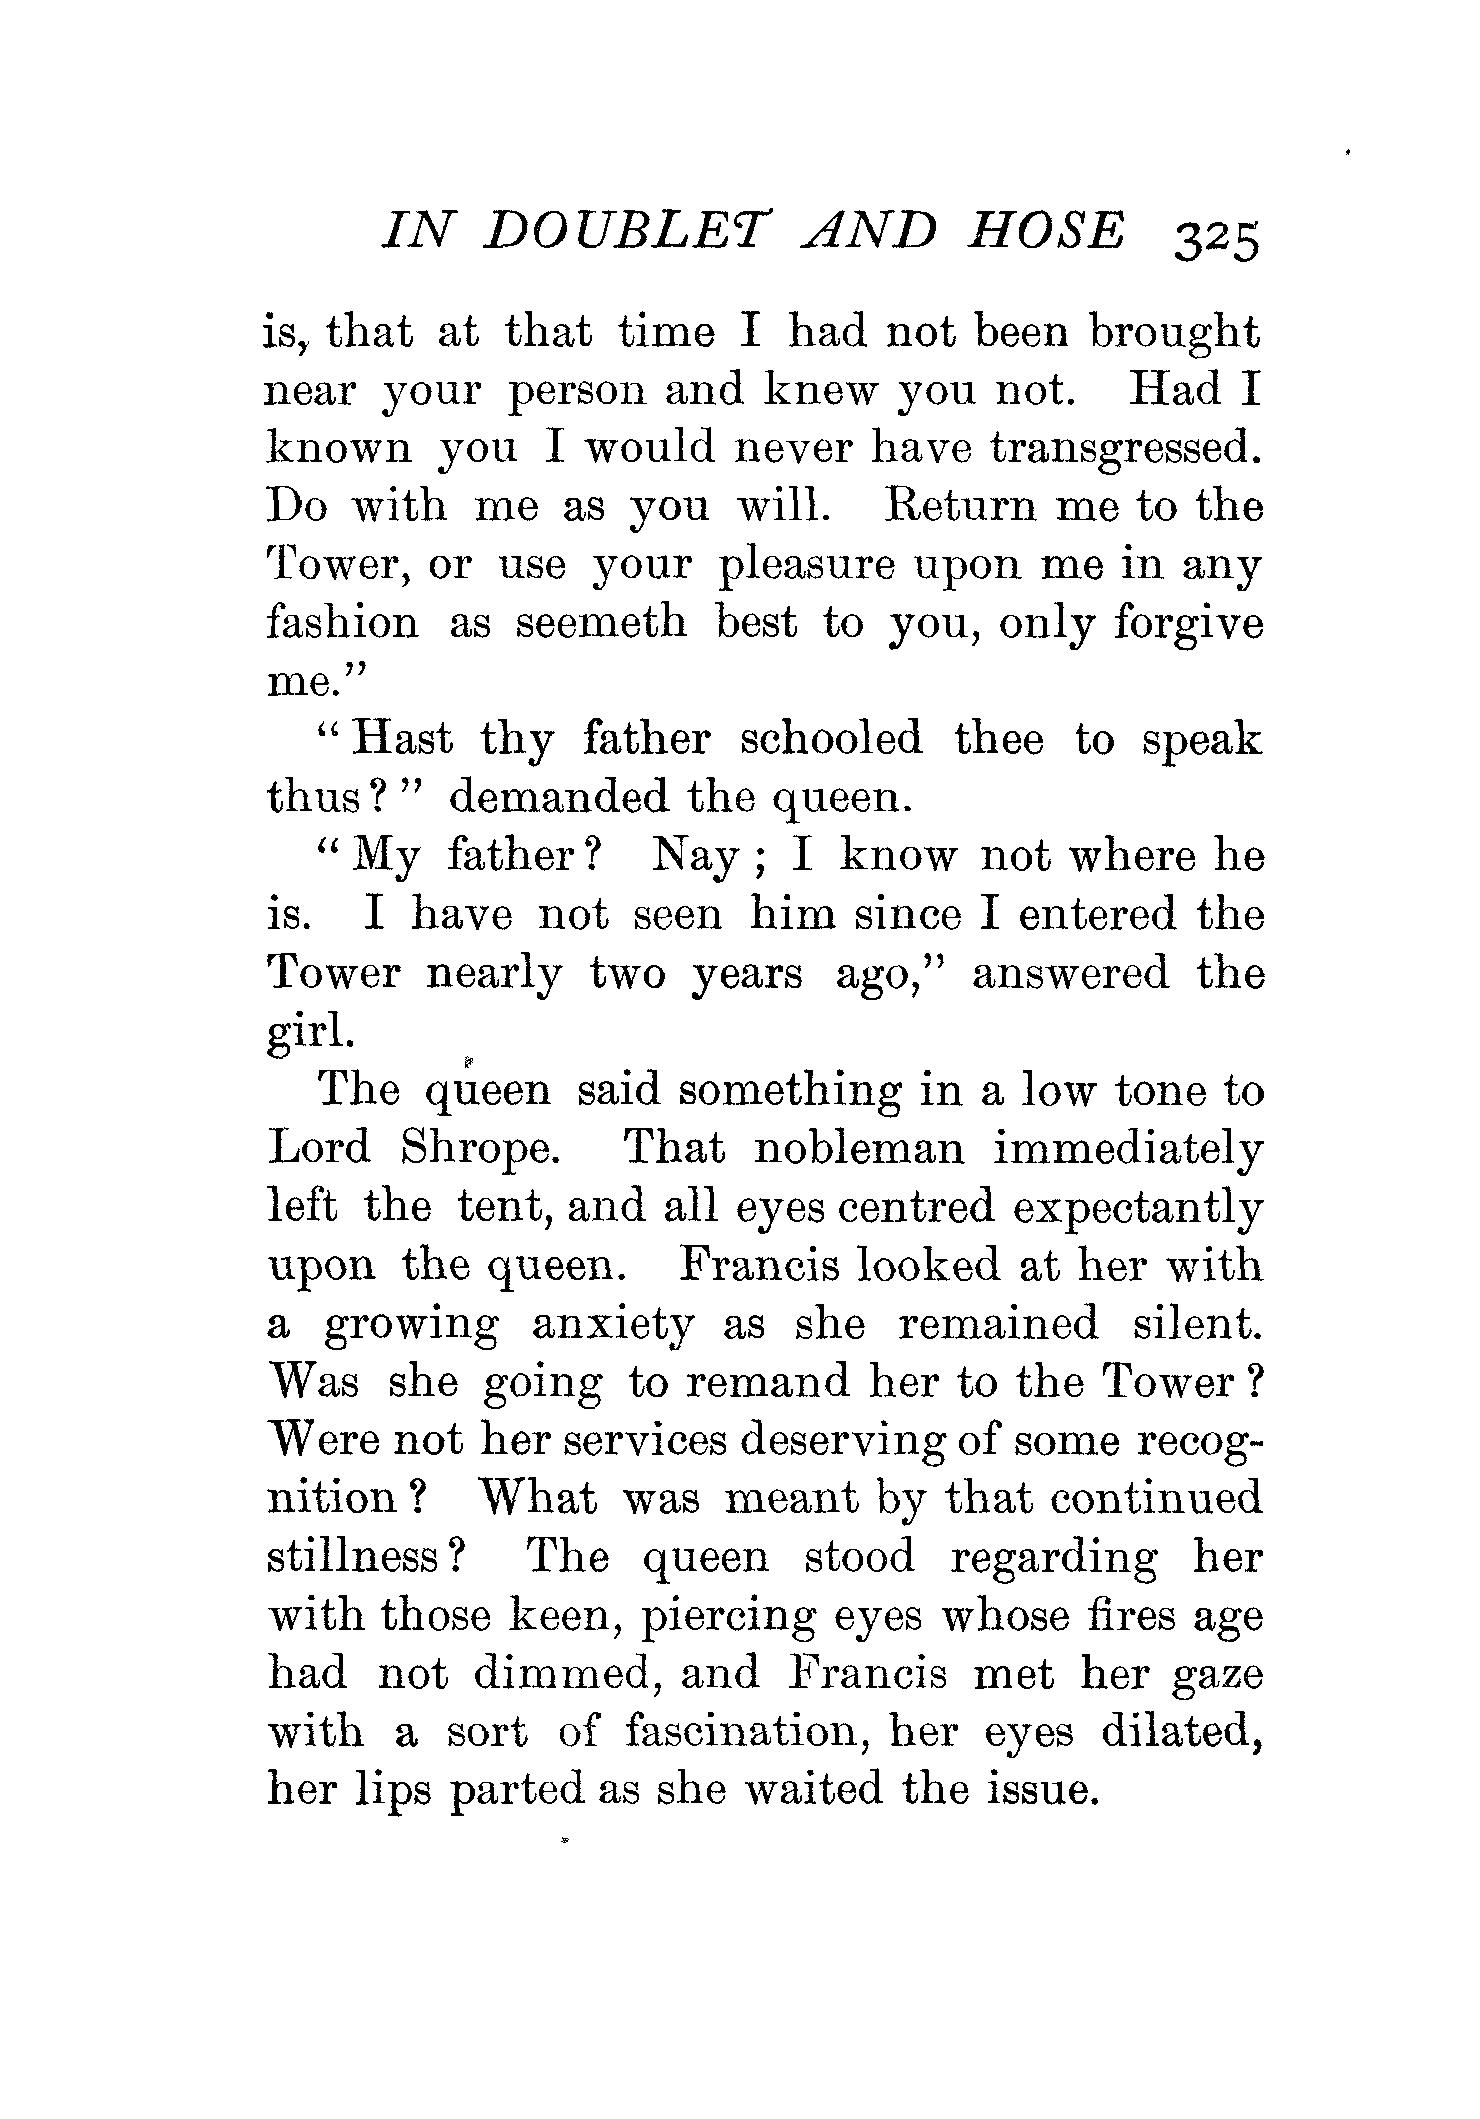 IN DOUBLET AND HOSE 325
is, that at that time I had not been brought
near your person and knew you not. Had I
known you I would never have transgressed.
Do with me as you will. Return me to the
Tower, or use your pleasure upon me in any
fashion as seemeth best to you, only forgive
me."
"Hast thy father schooled thee to speak
thus?" demanded the queen.
"My father? Nay; I know not where he
is. I have not seen him since I entered the
Tower nearly two years ago," answered the
girl.
The queen said something in a low tone to
Lord Shrope. That nobleman immediately
left the tent, and all eyes centred expectantly
upon the queen. Francis looked at her with
a growing anxiety as she remained silent.
Was she going to remand her to the Tower?
Were not her services deserving of some recog-
nition? What was meant by that continued
stillness? The queen stood regarding her
with those keen, piercing eyes whose fires age
had not dimmed, and Francis met her gaze
with a sort of fascination, her eyes dilated,
her lips parted as she waited the issue.